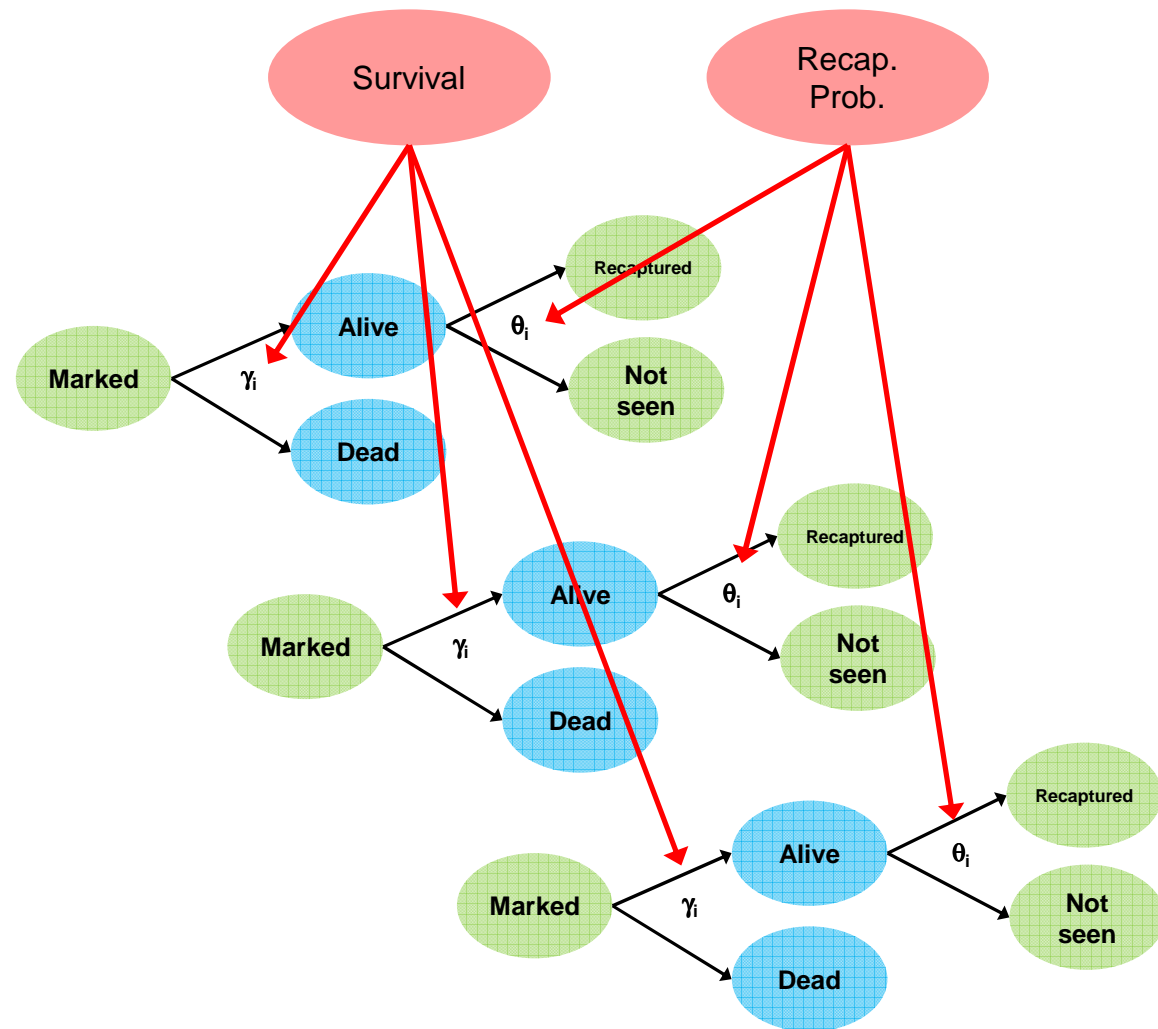 Survival
Recap.
Prob.
Recaptured
Alive
θi
Marked
γi
Not
seen
Dead
Recaptured
Alive
θi
Marked
γi
Not
seen
Dead
Recaptured
Alive
θi
Marked
γi
Not
seen
Dead